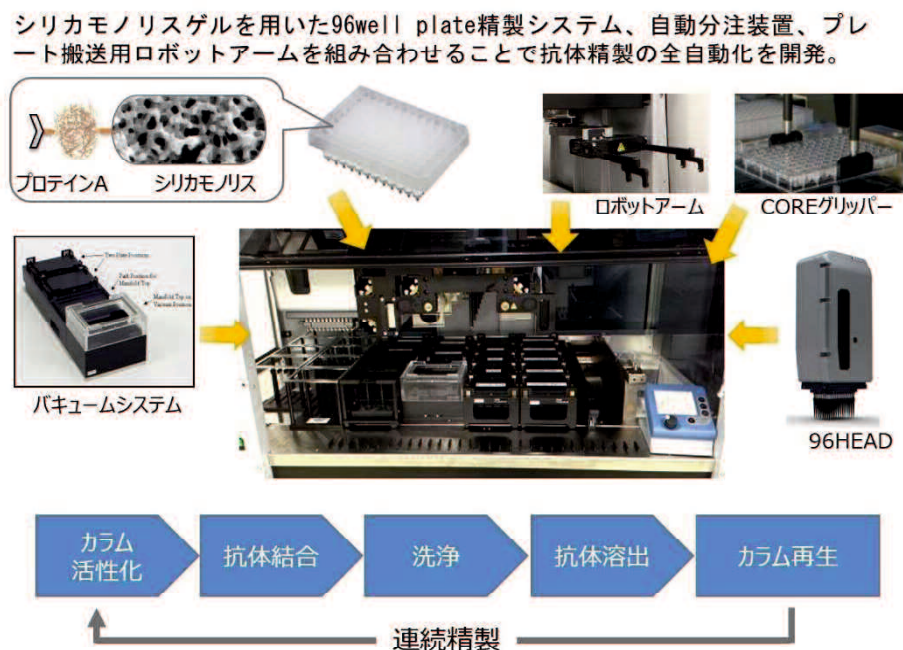 シリカモノリスゲルを用いた96well plate精製システム、自動分注装置、プレ
ート搬送用ロボットアームを組み合わせることで抗体精製の全自動化を開発。
プロテインA
シリカモノリス
ロボットアーム
COREグリッパー
Manifold Top
バキュームシステム
96HEAD
カラム
活性化
抗体結合
洗浄
抗体溶出
カラム再生
連続精製